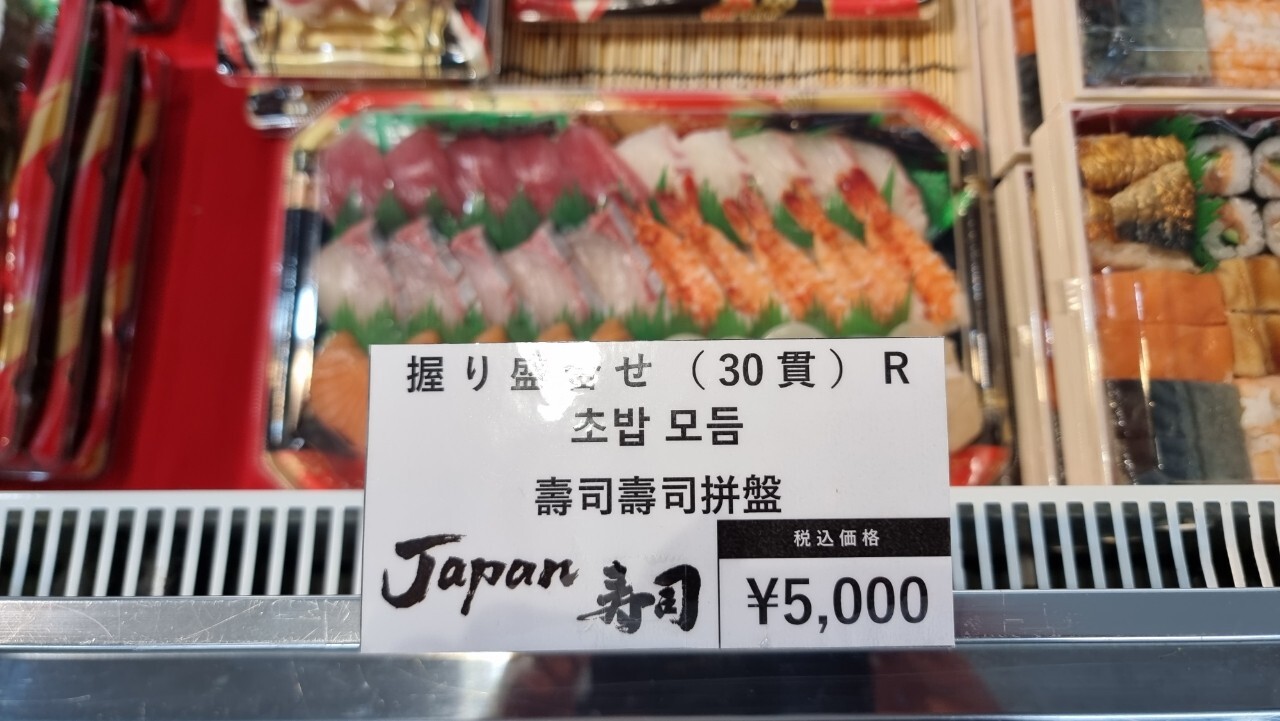 握り盛合せ（30貫）R
초밥 모듬
壽司壽司拼盤
Japan 寿司
税込価格
¥5,000